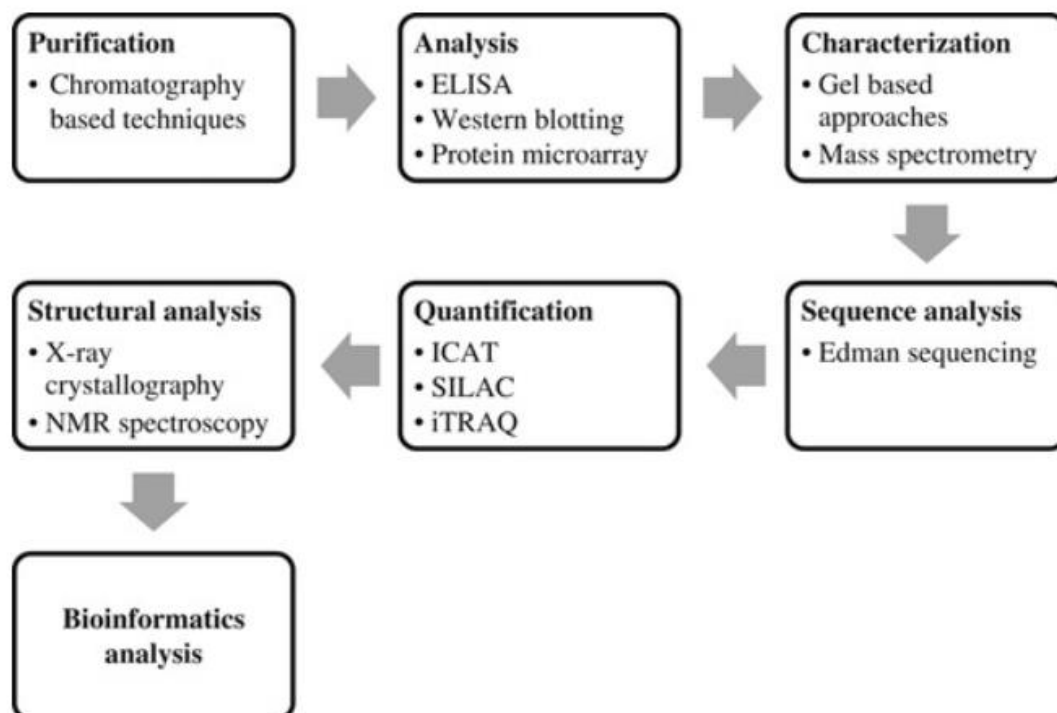 Purification
• Chromatography
based techniques
Analysis
• ELISA
• Western blotting
• Protein microarray
Characterization
• Gel based
approaches
• Mass spectrometry
Sequence analysis
• Edman sequencing
Quantification
• ICAT
• SILAC
• iTRAQ
Structural analysis
• X-ray
crystallography
• NMR spectroscopy
Bioinformatics
analysis